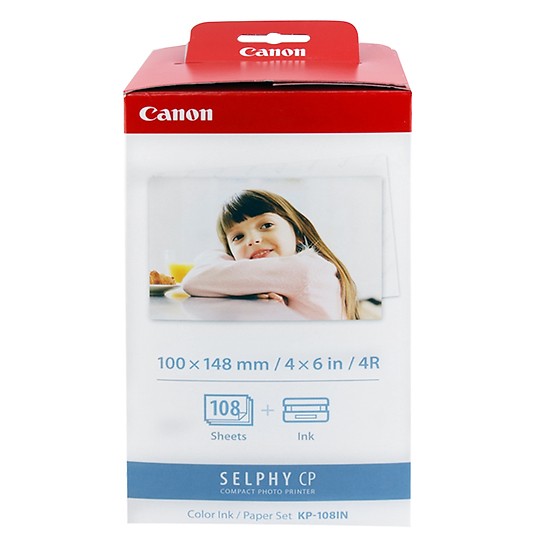 Canon
Canon
100 × 148 mm / 4 × 6 in / 4R
108 +
Sheets Ink
SELPHY CP
COMPACT PHOTO PRINTER
Color Ink / Paper Set KP-108IN